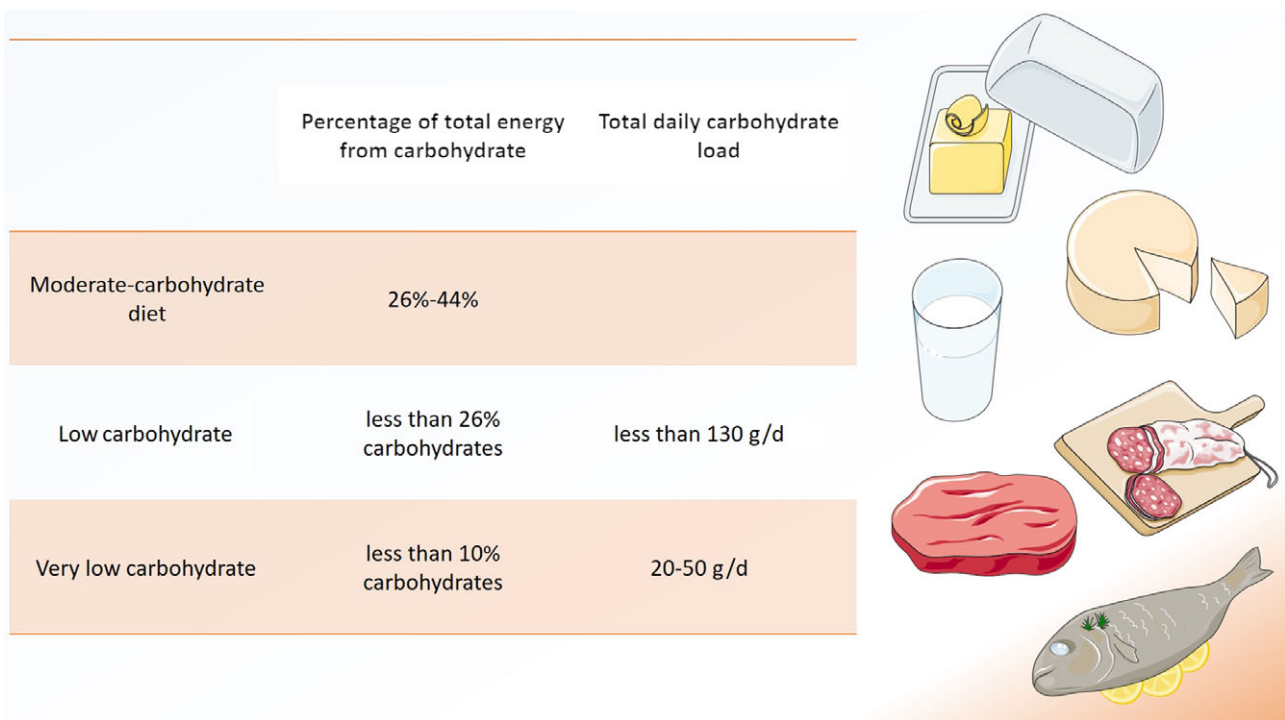 Percentage of total energy
from carbohydrate
Total daily carbohydrate
load
Moderate-carbohydrate
diet
26%-44%
Low carbohydrate
less than 26%
carbohydrates
less than 130 g/d
Very low carbohydrate
less than 10%
carbohydrates
20-50 g/d